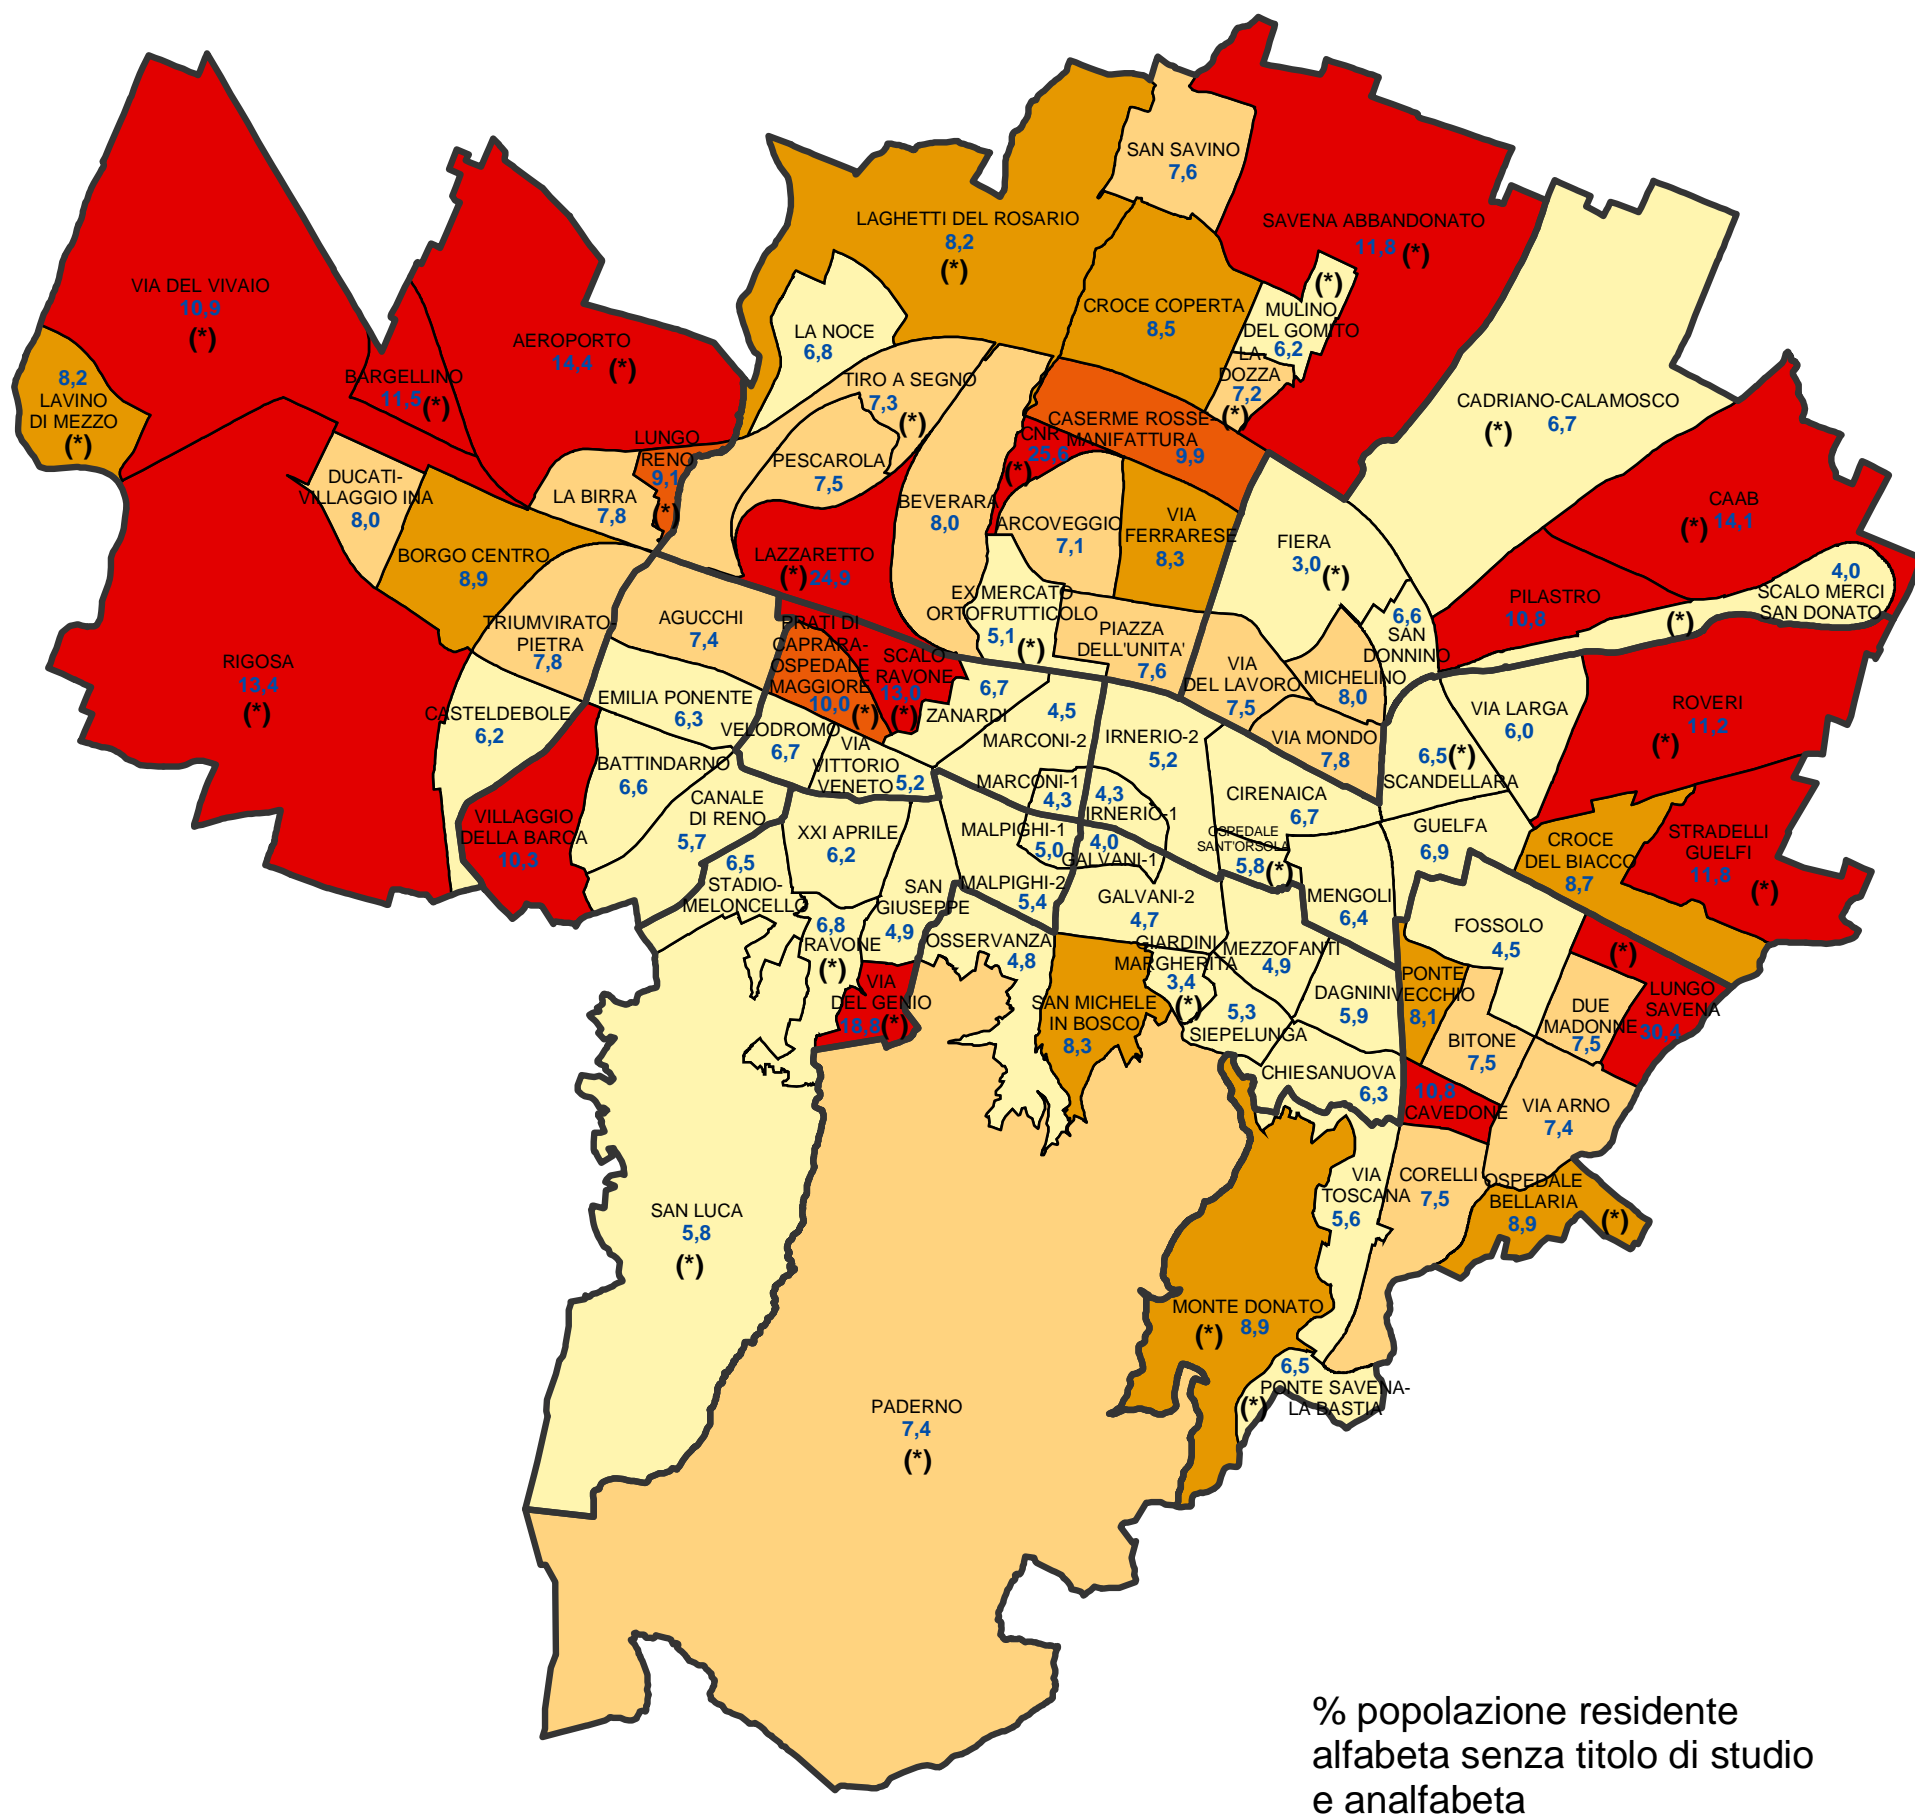 SAN SAVINO
7,6
LAGHETTI DEL ROSARIO
8,2
(*)
SAVENA ABBANDONATO
11,8 (*)
VIA DEL VIVAIO
10,9
(*)
AEROPORTO
14,4 (*)
LA NOCE
6,8
CROCE COPERTA
8,5
(*)
MULINO
DEL GOMITO
6,2
LA
DOZZA
7,2
(*)
BARGELLINO
11,5 (*)
8,2
LAVINO
DI MEZZO
(*)
TIRO A SEGNO
7,3 (*)
CADRIANO-CALAMOSCO
(*) 6,7
CASERME ROSSE-
MANIFATTURA
9,9
CNR
25,6
(*)
LUNGO
RENO
9,1
(*)
PESCAROLA
7,5
DUCATI-
VILLAGGIO INA
8,0
LA BIRRA
7,8
BEVERARA
8,0
ARCOVEGGIO
7,1
VIA
FERRARESE
8,3
CAAB
(*) 14,1
FIERA
3,0 (*)
BORGO CENTRO
8,9
LAZZARETTO
(*) 24,9
4,0
SCALO MERCI
SAN DONATO
(*)
PILASTRO
10,8
EX MERCATO
ORTOFRUTTICOLO
5,1 (*)
TRIUMVIRATO-
PIETRA
7,8
AGUCCHI
7,4
PRATI DI
CAPRARA-
OSPEDALE
MAGGIORE
10,0 (*)
SCALO
RAVONE
13,0
(*)
PIAZZA
DELL'UNITA'
7,6
6,6
SAN
DONNINO
RIGOSA
13,4
(*)
VIA
DEL LAVORO
7,5
MICHELINO
8,0
6,7
ZANARDI
EMILIA PONENTE
6,3
CASTELDEBOLE
6,2
VELODROMO
6,7
VIA
VITTORIO
VENETO 5,2
4,5
MARCONI-2
IRNERIO-2
5,2
VIA MONDO
7,8
VIA LARGA
6,0
ROVERI
11,2
(*)
6,5 (*)
SCANDELLARA
BATTINDARNO
6,6
CANALE
DI RENO
5,7
MARCONI-1
4,3
4,3
IRNERIO-1
CIRENAICA
6,7
VILLAGGIO
DELLA BARCA
10,3
XXI APRILE
6,2
MALPIGHI-1
5,0
4,0
GALVANI-1
OSPEDALE
SANT'ORSOLA
5,8 (*)
GUELFA
6,9
CROCE
DEL BIACCO
8,7
STRADELLI
GUELFI
11,8
(*)
6,5
STADIO-
MELONCELLO
SAN
GIUSEPPE
4,9
MALPIGHI-2
5,4
GALVANI-2
4,7
MENGOLI
6,4
FOSSOLO
4,5
6,8
RAVONE
(*)
OSSERVANZA
4,8
GIARDINI
MARGHERITA
3,4
(*)
MEZZOFANTI
4,9
(*)
LUNGO
SAVENA
30,4
VIA
DEL GENIO
18,8 (*)
SAN MICHELE
IN BOSCO
8,3
5,3
SIEPELUNGA
DAGNINI
5,9
PONTE
VECCHIO
8,1
BITONE
7,5
DUE
MADONNE
7,5
CHIESANUOVA
6,3
10,8
CAVEDONE
VIA ARNO
7,4
VIA
TOSCANA
5,6
CORELLI
7,5
OSPEDALE
BELLARIA
8,9 (*)
SAN LUCA
5,8
(*)
MONTE DONATO
(*) 8,9
6,5
PONTE SAVENA-
LA BASTIA
(*)
PADERNO
7,4
(*)
% popolazione residente
alfabeta senza titolo di studio
e analfabeta